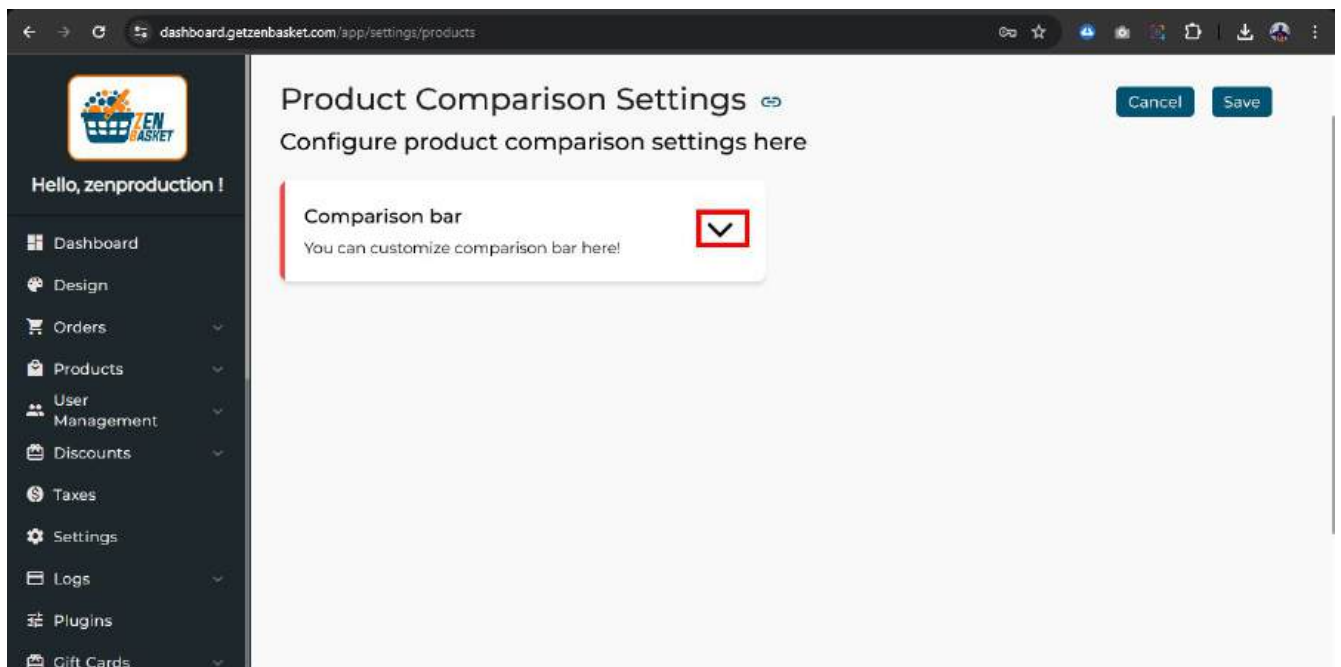 dashboard.getzenbasket.com/app/settings/products
ZEN
BASKET
Hello, zenproduction !
Dashboard
Design
Orders
Products
User
Management
Discounts
Taxes
Settings
Logs
Plugins
Gift Cards
Product Comparison Settings
Cancel
Save
Configure product comparison settings here
Comparison bar
You can customize comparison bar here!